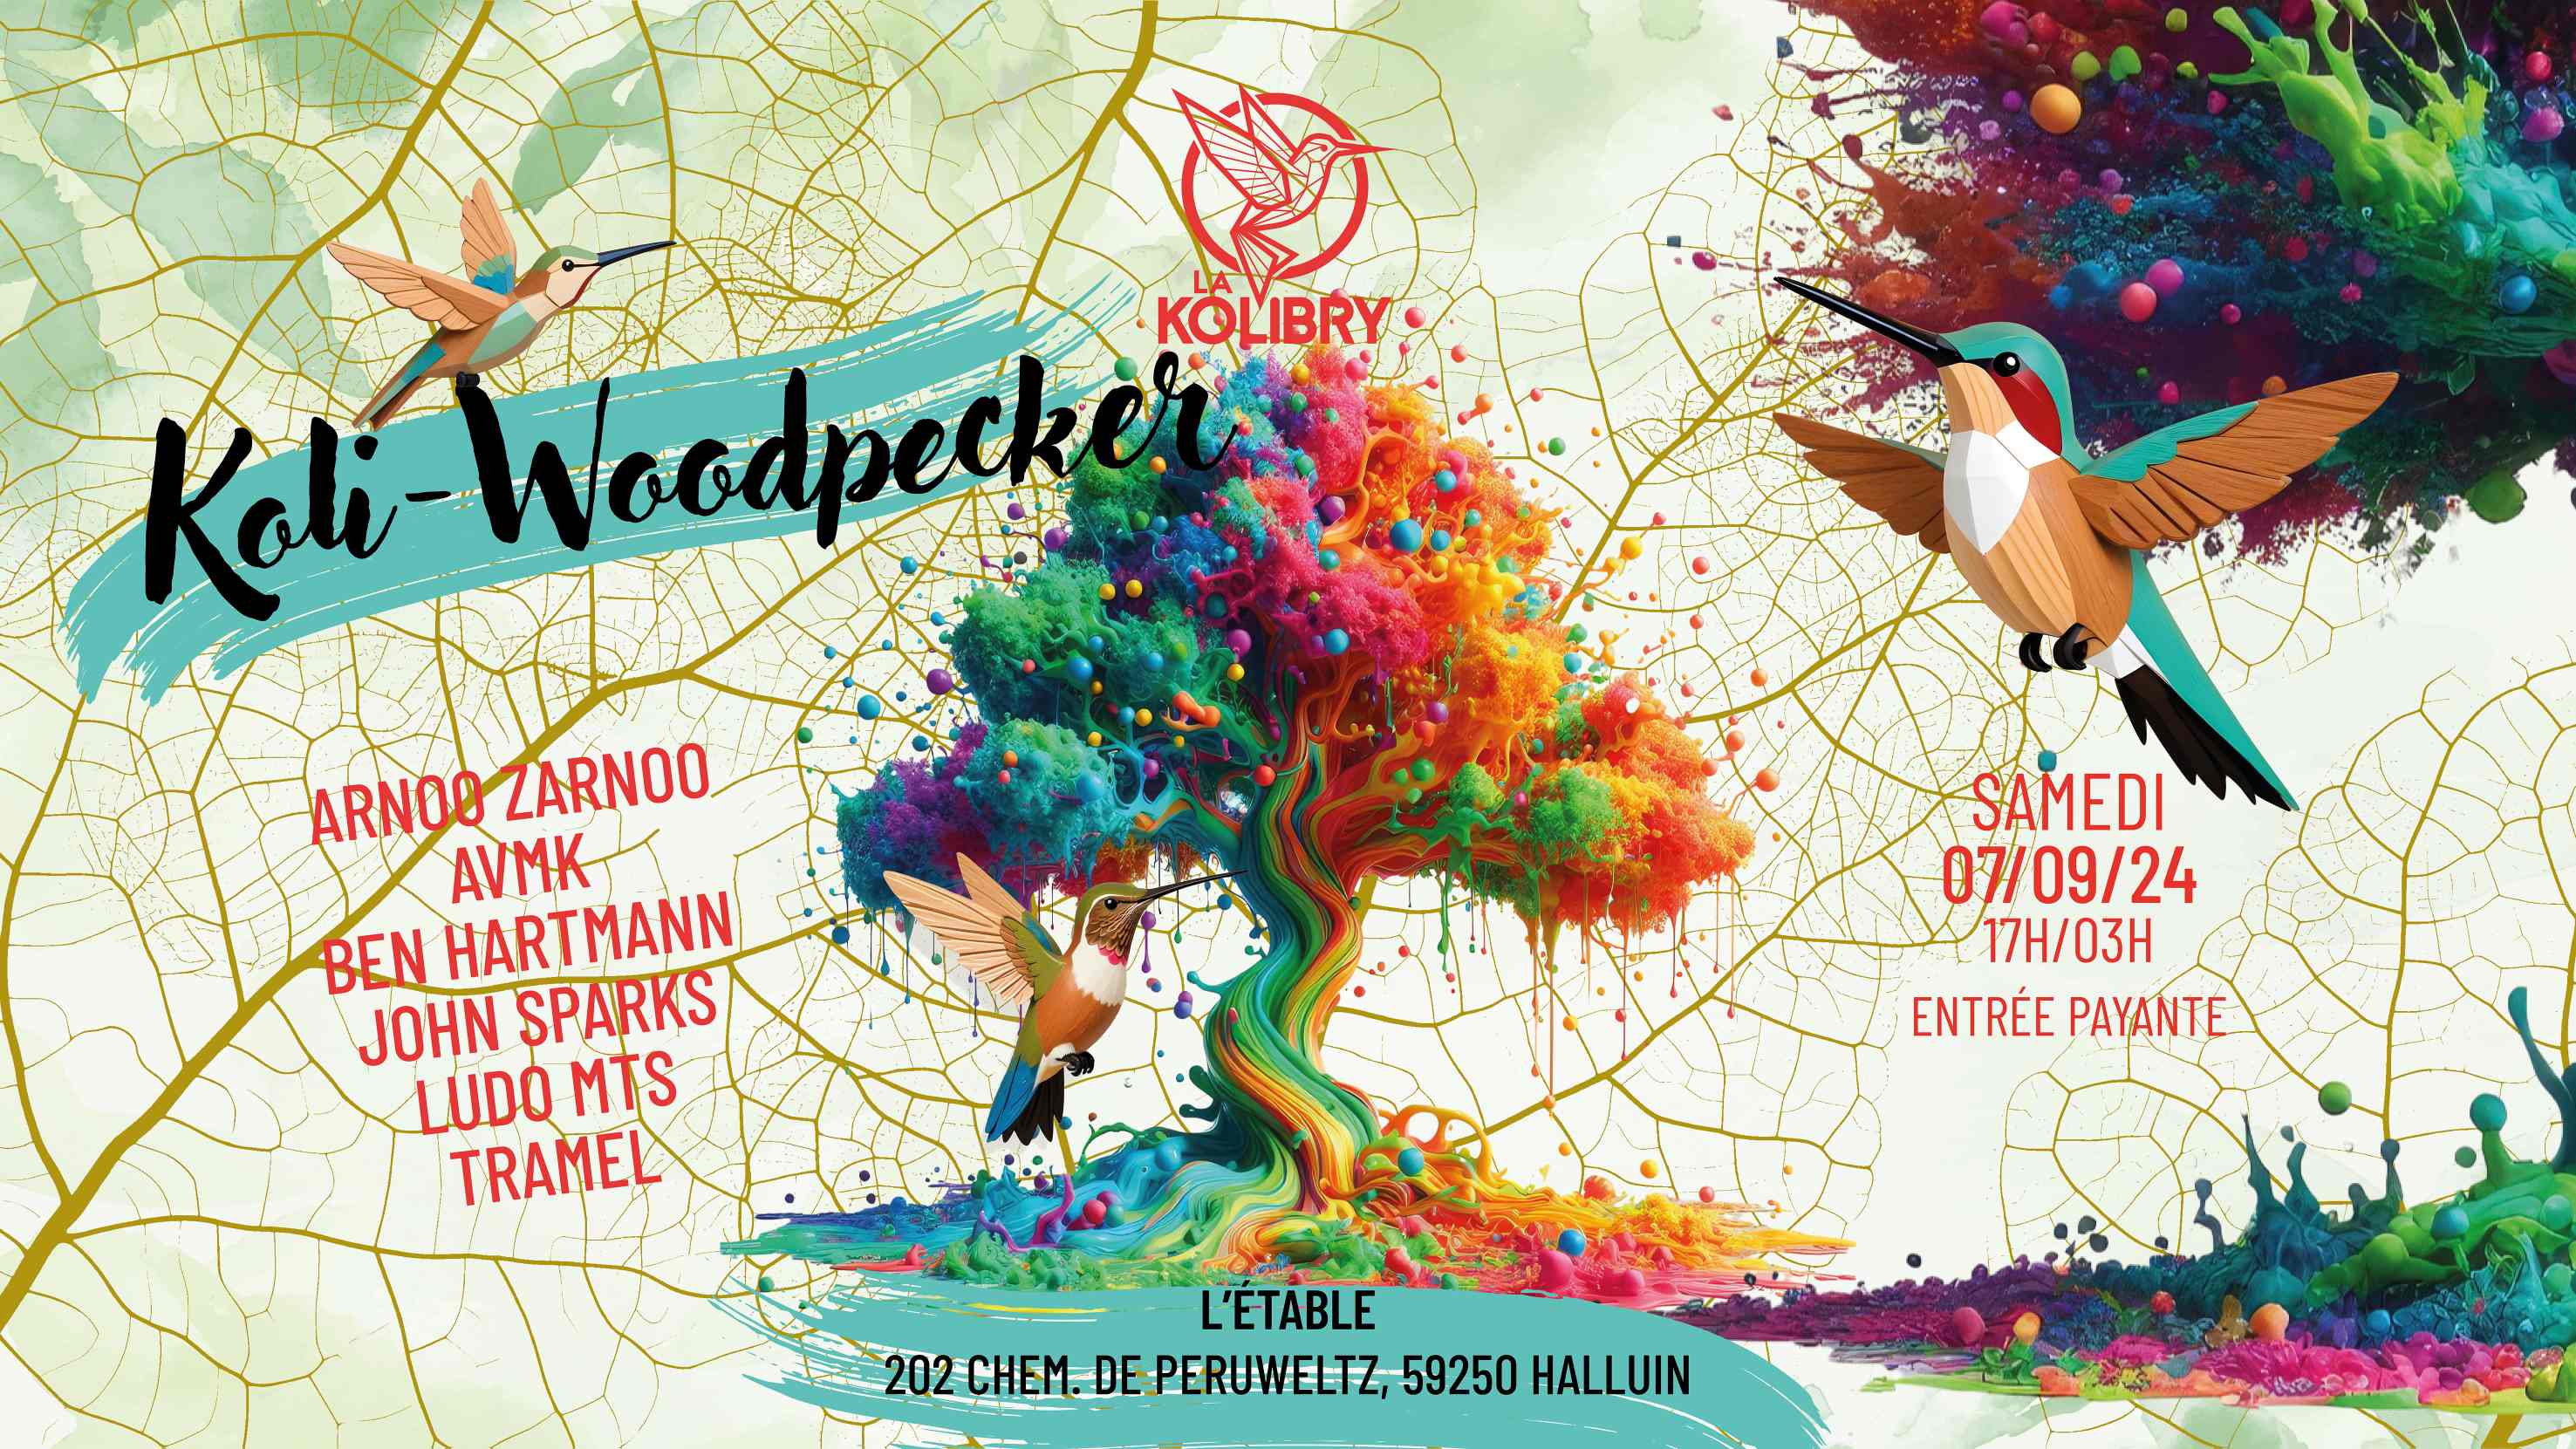 LA
KOLIBRY
Koli-Woodpecker
ARNOO ZARNOO
AVMK
BEN HARTMANN
JOHN SPARKS
LUDO MTS
TRAMEL
SAMEDI
07/09/24
17H/03H
ENTRÉE PAYANTE
L'ÉTABLE
202 CHEM. DE PERUWELTZ, 59250 HALLUIN